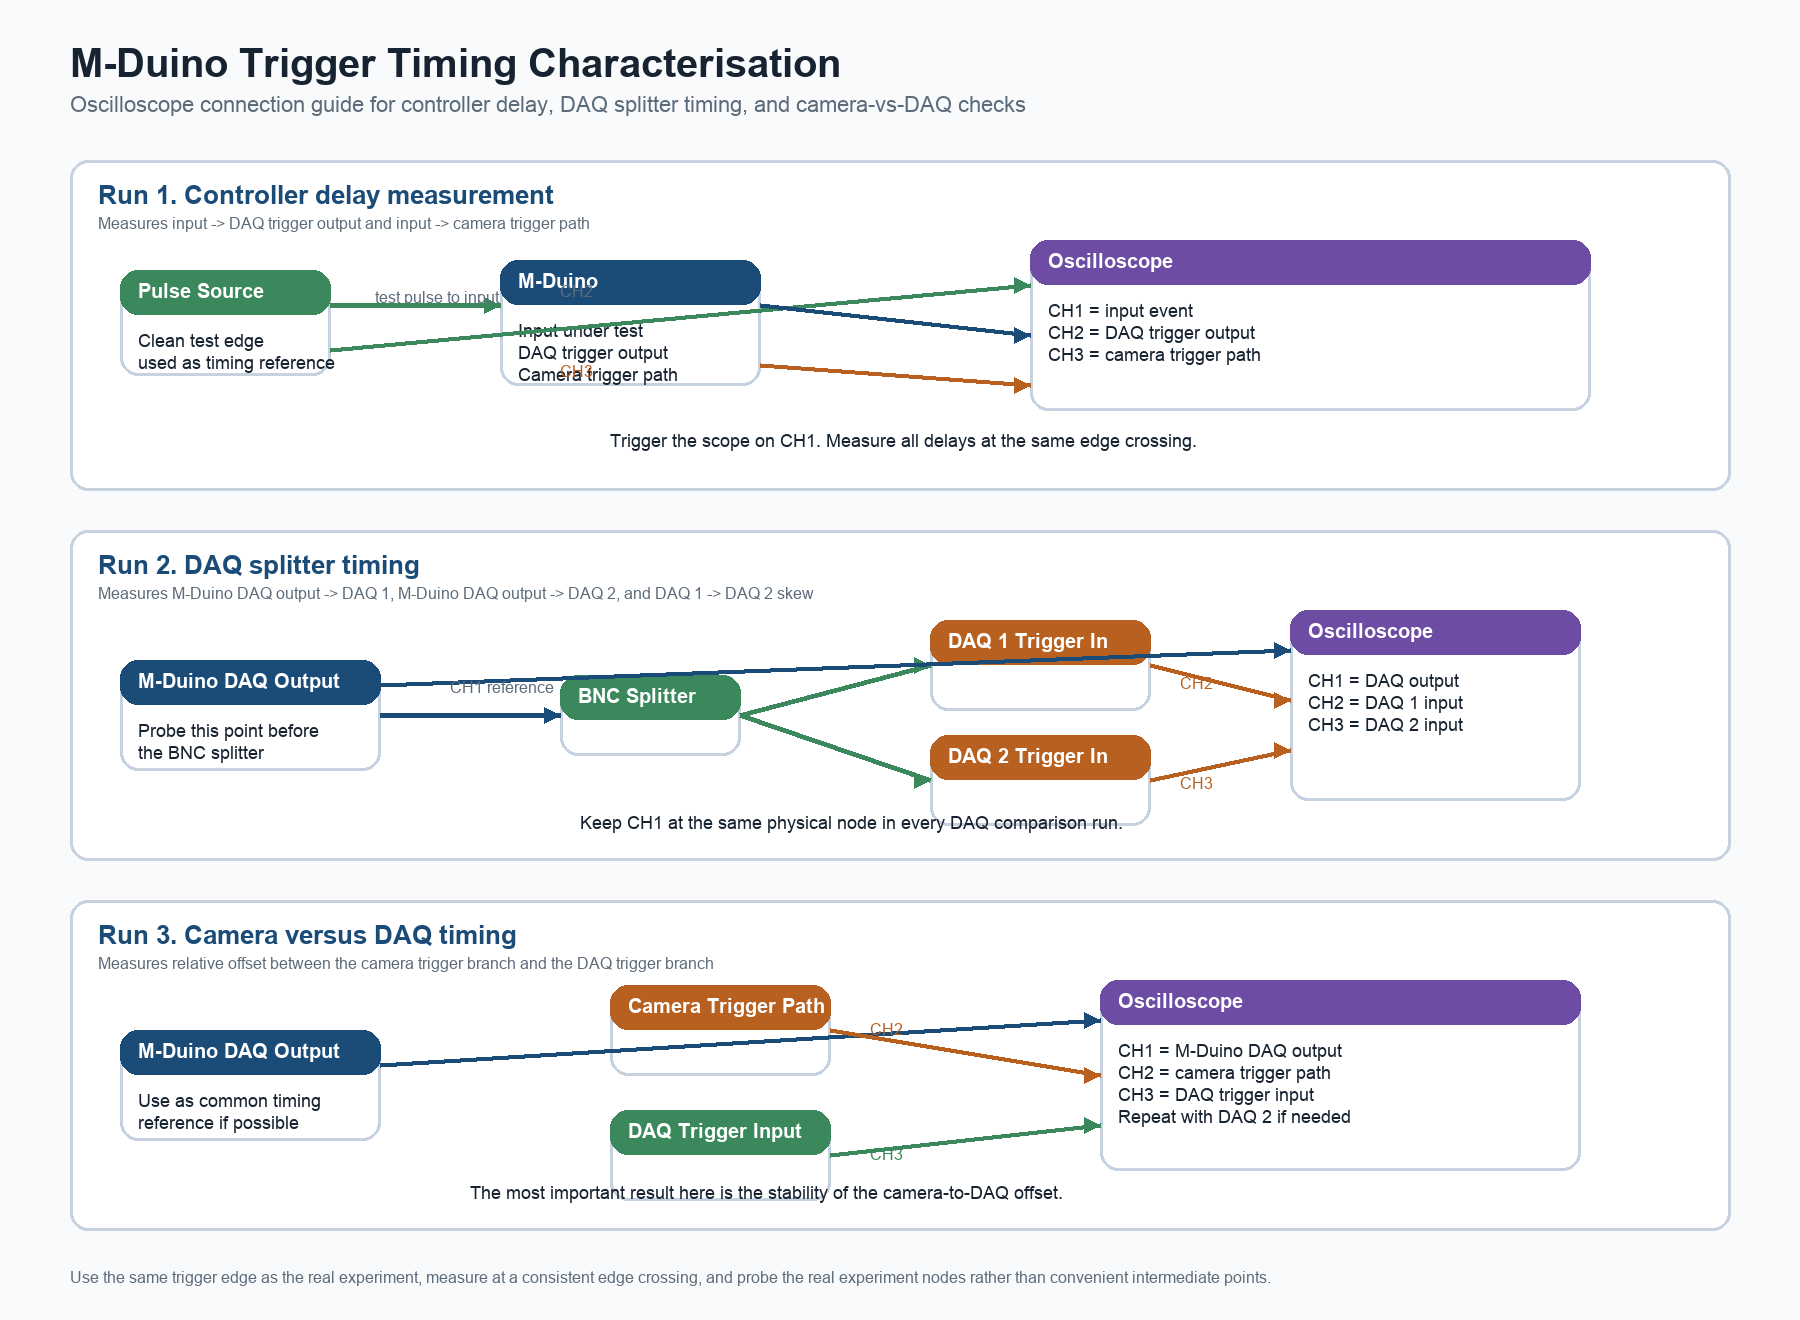 M-Duino Trigger Timing Characterisation
Oscilloscope connection guide for controller delay, DAQ splitter timing, and camera-vs-DAQ checks
Run 1. Controller delay measurement
Measures input -> DAQ trigger output and input -> camera trigger path
Pulse Source
Clean test edge
used as timing reference
test pulse to input
M-Duino
CH2
Input under test
DAQ trigger output
Camera trigger path
CH3
Oscilloscope
CH1 = input event
CH2 = DAQ trigger output
CH3 = camera trigger path
Trigger the scope on CH1. Measure all delays at the same edge crossing.
Run 2. DAQ splitter timing
Measures M-Duino DAQ output -> DAQ 1, M-Duino DAQ output -> DAQ 2, and DAQ 1 -> DAQ 2 skew
M-Duino DAQ Output
Probe this point before
the BNC splitter
CH1 reference
BNC Splitter
DAQ 1 Trigger In
DAQ 2 Trigger In
CH2
CH3
Oscilloscope
CH1 = DAQ output
CH2 = DAQ 1 input
CH3 = DAQ 2 input
Keep CH1 at the same physical node in every DAQ comparison run.
Run 3. Camera versus DAQ timing
Measures relative offset between the camera trigger branch and the DAQ trigger branch
M-Duino DAQ Output
Use as common timing
reference if possible
Camera Trigger Path
DAQ Trigger Input
CH2
CH3
Oscilloscope
CH1 = M-Duino DAQ output
CH2 = camera trigger path
CH3 = DAQ trigger input
Repeat with DAQ 2 if needed
The most important result here is the stability of the camera-to-DAQ offset.
Use the same trigger edge as the real experiment, measure at a consistent edge crossing, and probe the real experiment nodes rather than convenient intermediate points.